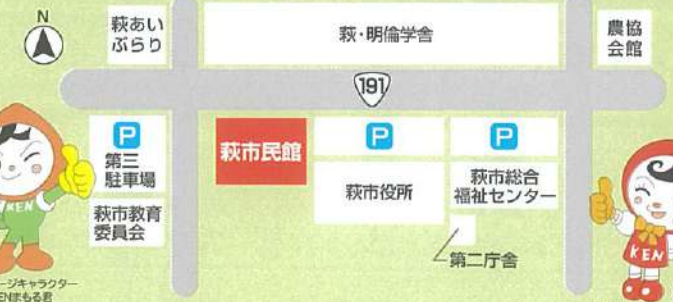 N
萩あい
ぶらり
萩・明倫学舎
農協
会館
191
P
第三
駐車場
萩市民館
P
P
萩市役所
萩市総合
福祉センター
萩市教育
委員会
第二庁舎
KEN
KEN
ージキャラクター
ENまもる君